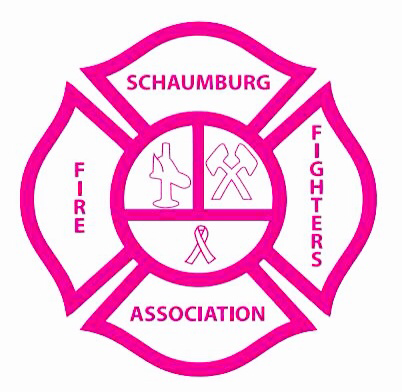 SCHAUMBURG
FIRE
FIGHTERS
ASSOCIATION